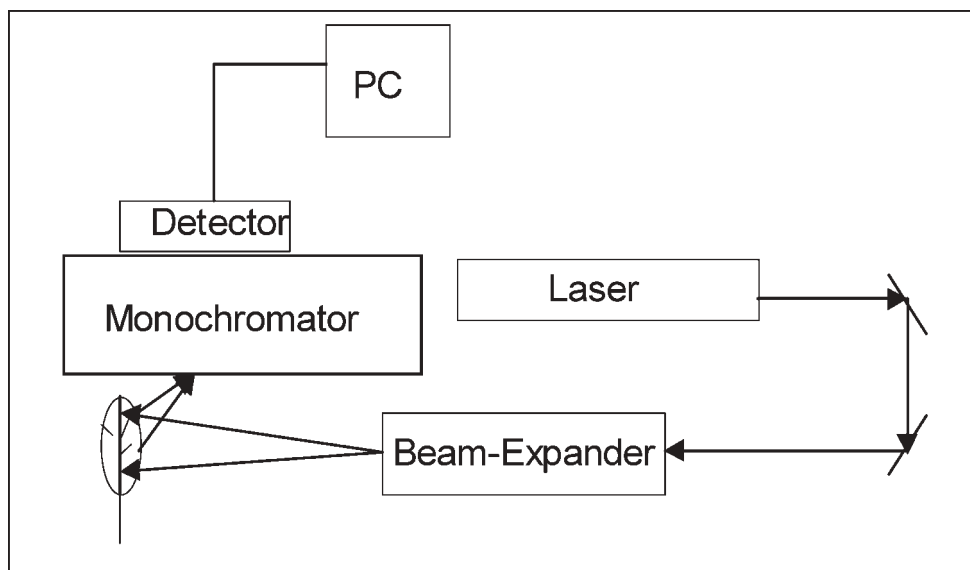 PC
Detector
Monochromator
Laser
Beam-Expander